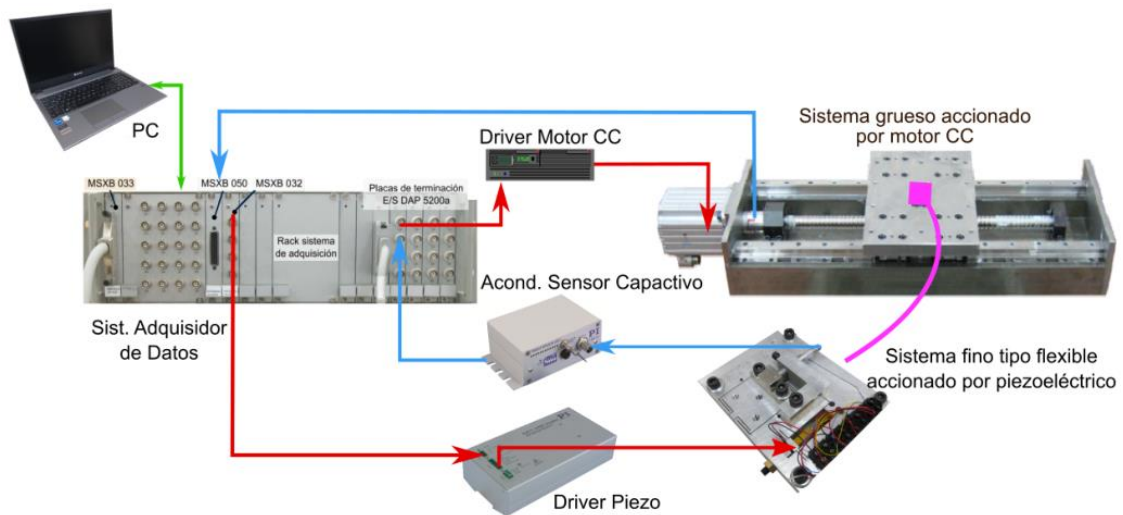 PC
MSXB 033
MSXB 050
MSXB 032
Placas de terminación
E/S DAP 5200a
Rack sistema
de adquisición
Sist. Adquisidor
de Datos
Driver Motor CC
Sistema grueso accionado
por motor CC
Acond. Sensor Capactivo
PI
Sistema fino tipo flexible
accionado por piezoeléctrico
PI
Driver Piezo